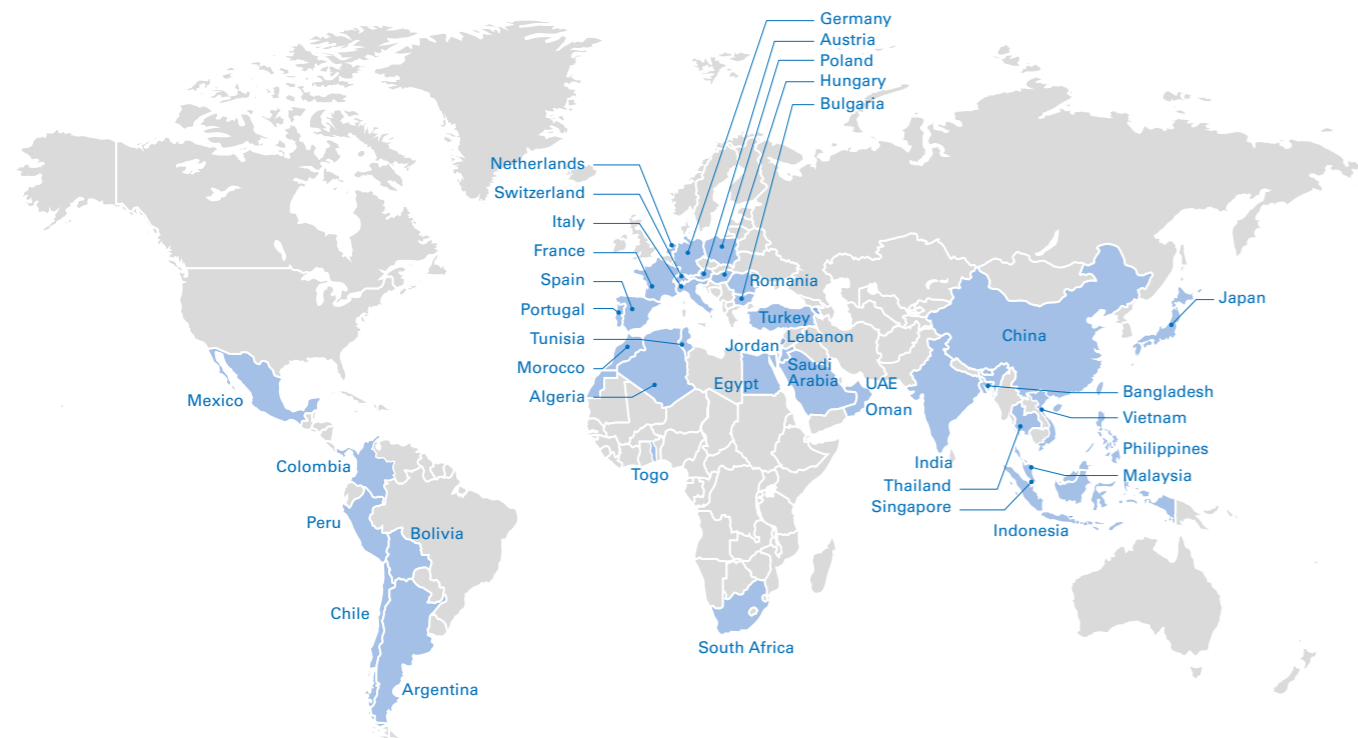 Germany
Austria
Poland
Hungary
Bulgaria
Netherlands
Switzerland
Italy
France
Spain
Portugal
Tunisia
Morocco
Algeria
Romania
Turkey
Lebanon
Jordan
Egypt
Saudi
Arabia
UAE
Oman
Togo
South Africa
Mexico
Colombia
Peru
Bolivia
Chile
Argentina
China
Japan
Bangladesh
Vietnam
Philippines
Malaysia
India
Thailand
Singapore
Indonesia